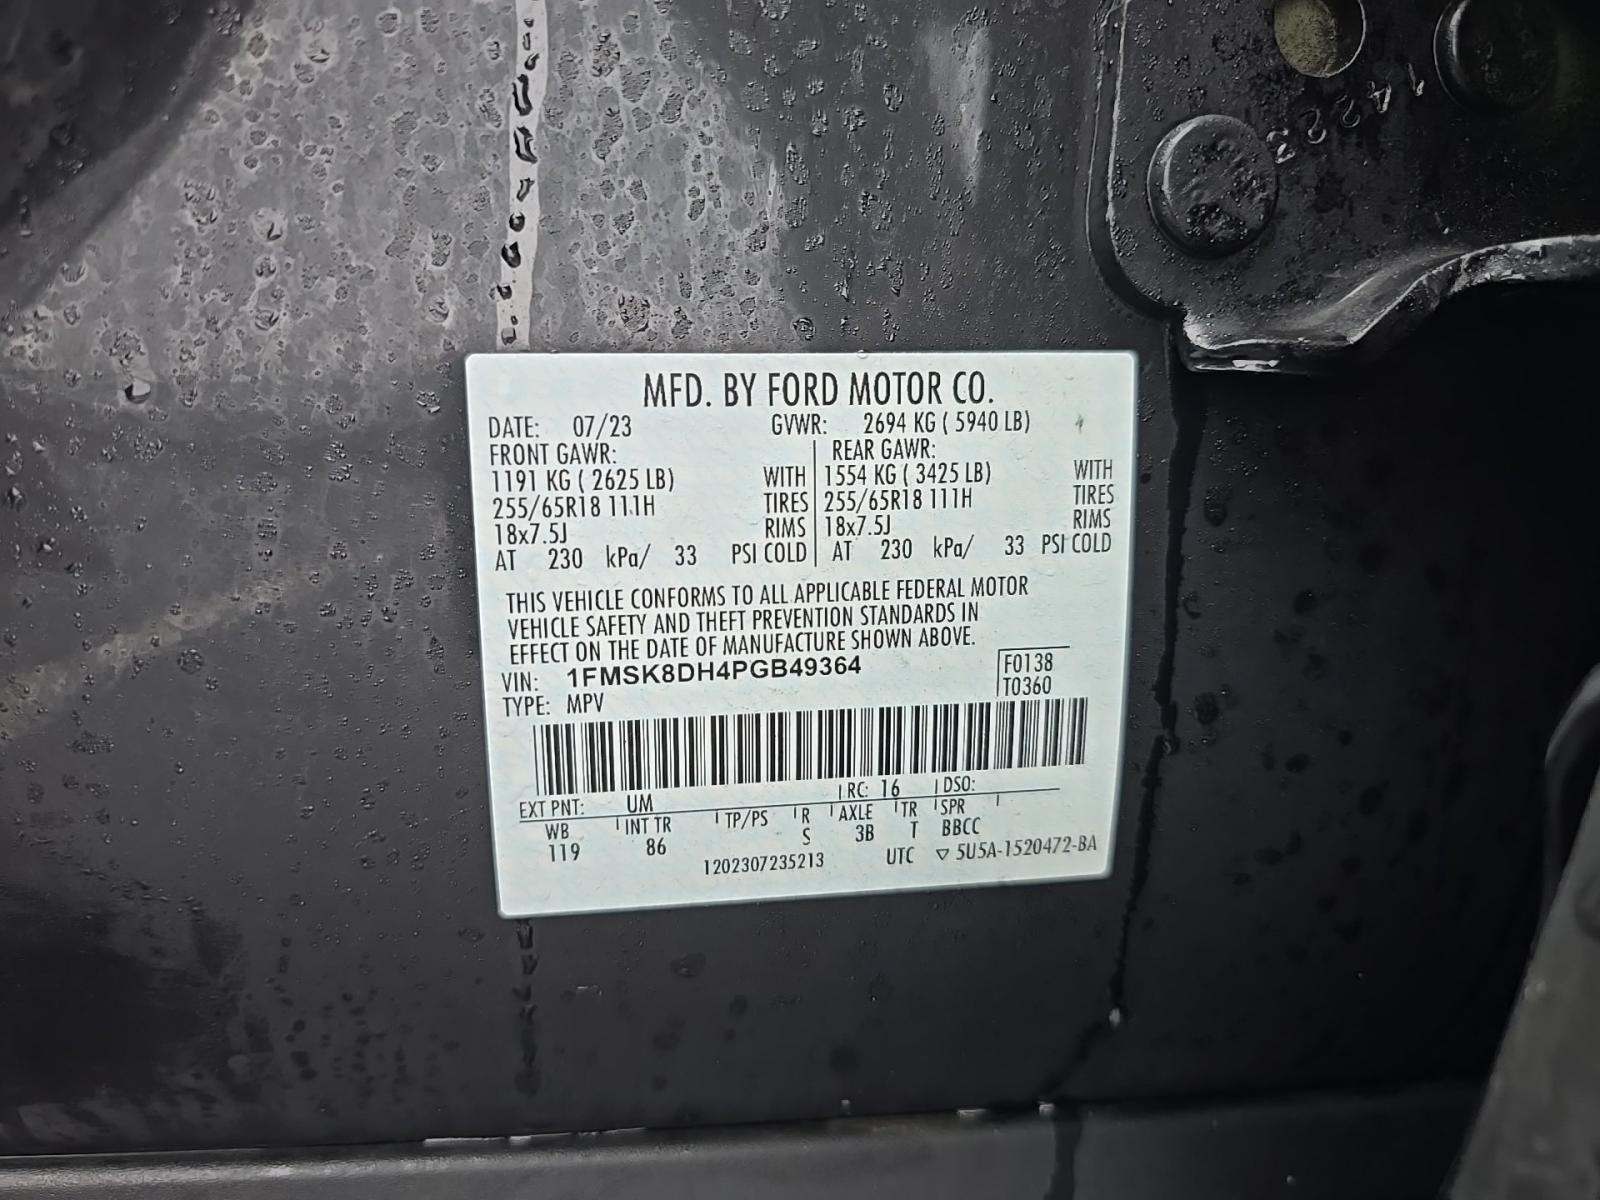 1422
MFD. BY FORD MOTOR CO.
DATE: 07/23 GVWR: 2694 KG ( 5940 LB)
FRONT GAWR: REAR GAWR:
1191 KG ( 2625 LB) WITH 1554 KG ( 3425 LB) WITH
255/65R18 111H TIRES 255/65R18 111H TIRES
18x7.5J RIMS 18x7.5J RIMS
AT 230 kPa/ 33 PSI COLD AT 230 kPa/ 33 PSI COLD
THIS VEHICLE CONFORMS TO ALL APPLICABLE FEDERAL MOTOR
VEHICLE SAFETY AND THEFT PREVENTION STANDARDS IN
EFFECT ON THE DATE OF MANUFACTURE SHOWN ABOVE.
VIN: 1FMSK8DH4PGB49364 F0138
TYPE: MPV T0360
EXT PNT: UM RC: 16 DSO:
WB INT TR TP/PS R AXLE TR SPR
119 86 S 3B T BBCC
1202307235213 UTC ▽ 5U5A-1520472-BA